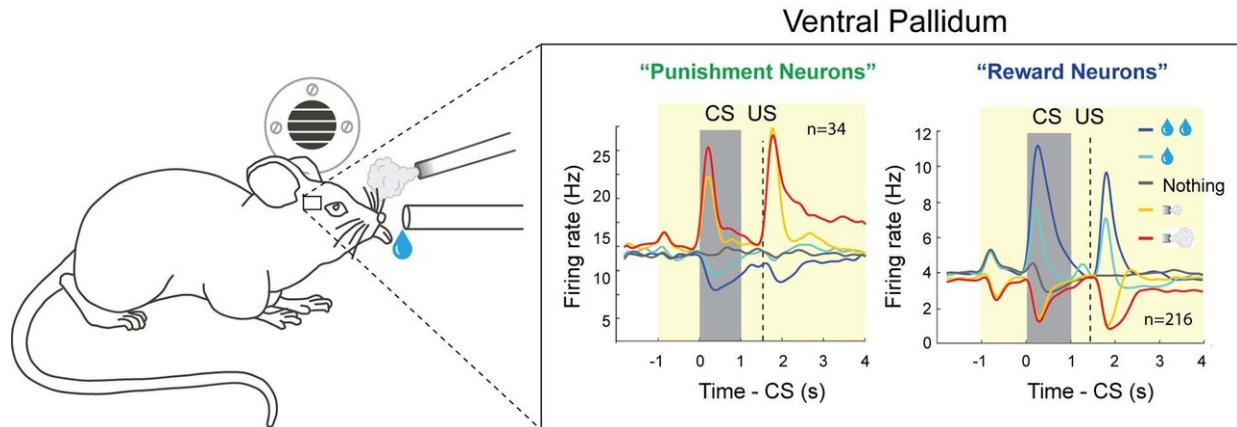 Ventral Pallidum
"Punishment Neurons"
CS US
n=34
25
20
15
10
5
Firing rate (Hz)
-1 0 1 2 3 4
Time - CS (s)
"Reward Neurons"
CS US
12
10
8
6
4
2
0
Firing rate (Hz)
Nothing
n=216
-1 0 1 2 3 4
Time - CS (s)